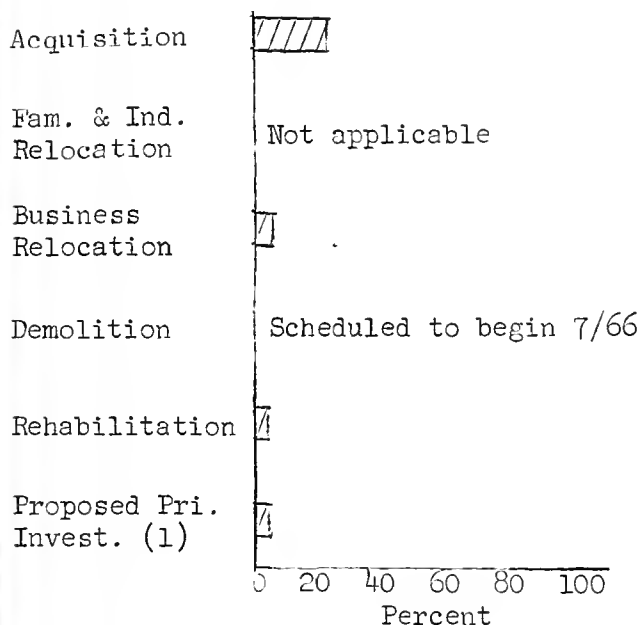 Acquisition
Fam. & Ind.
Relocation
Not applicable
Business
Relocation
Demolition
Scheduled to begin 7/66
Rehabilitation
Proposed Pri.
Invest. (1)
0 20 40 60 80 100
Percent